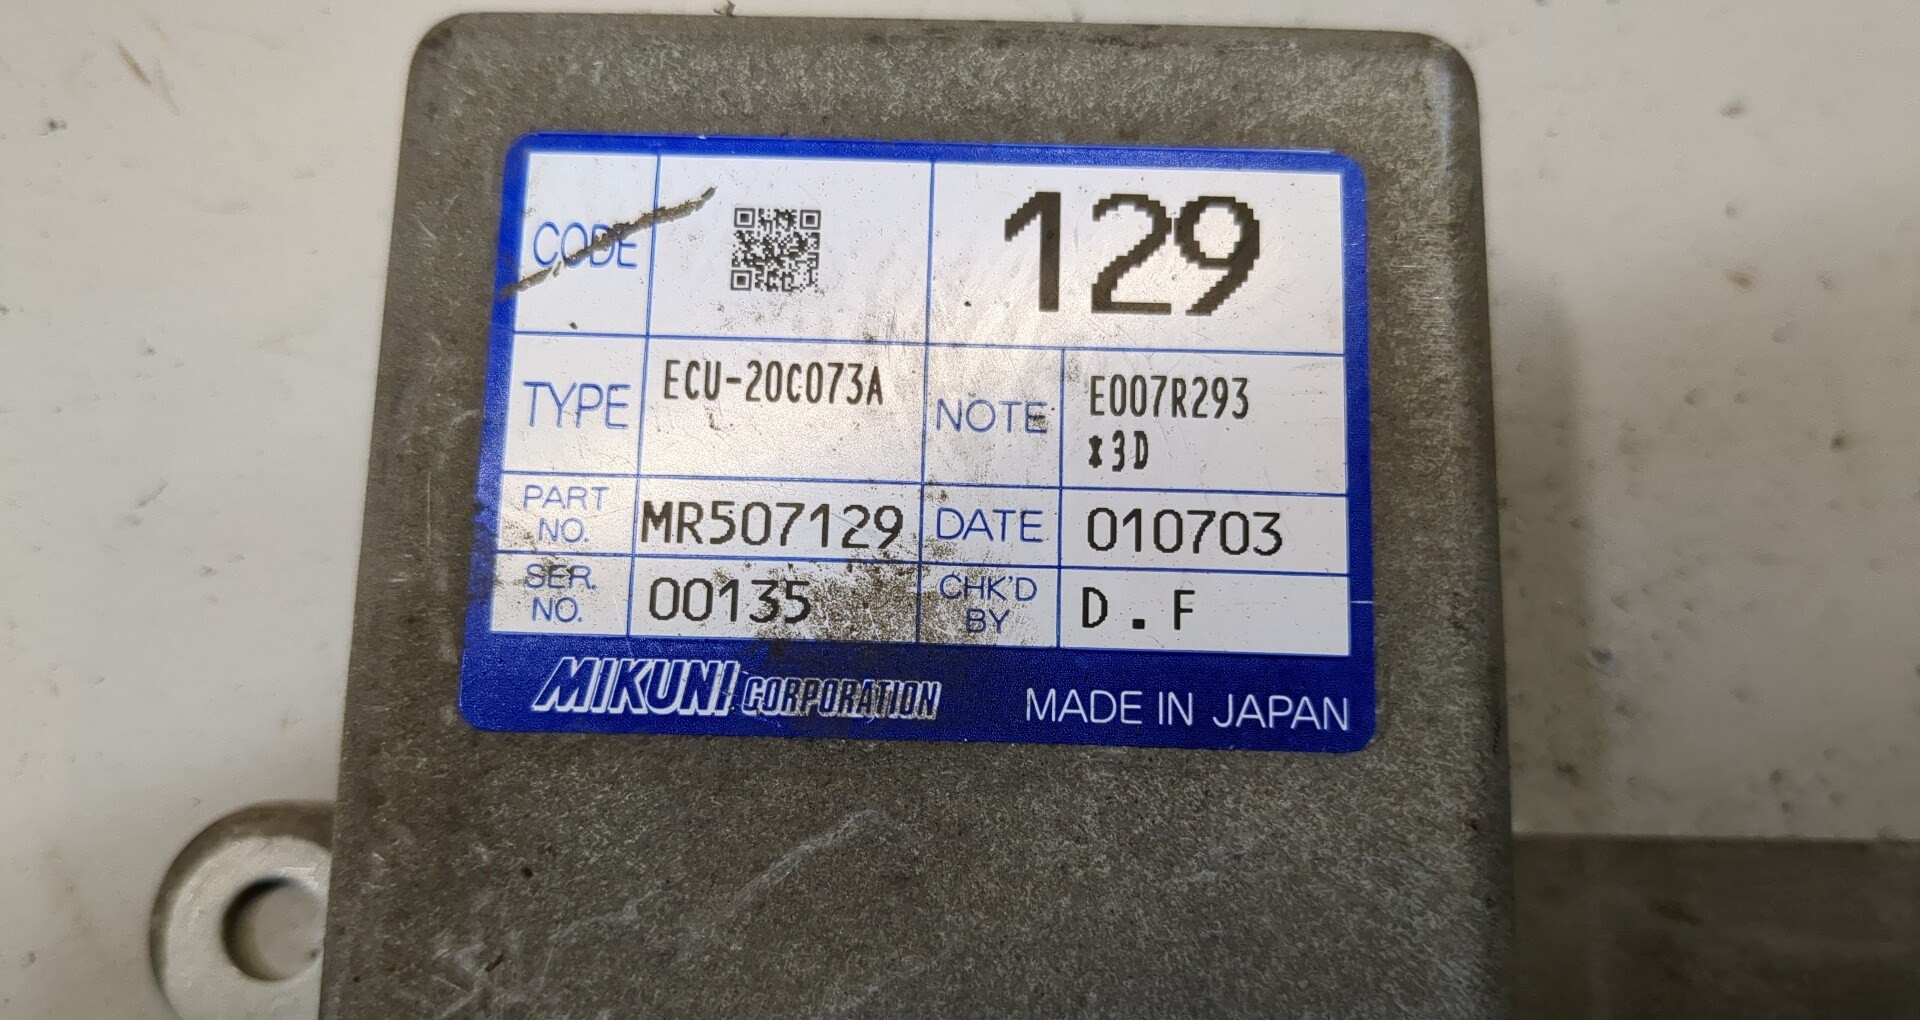 CODE 129
TYPE ECU-20C073A NOTE E007R293
*3D
PART NO. MR507129 DATE 010703
SER. NO. 00135 CHK'D BY D.F
MIKUNI CORPORATION MADE IN JAPAN